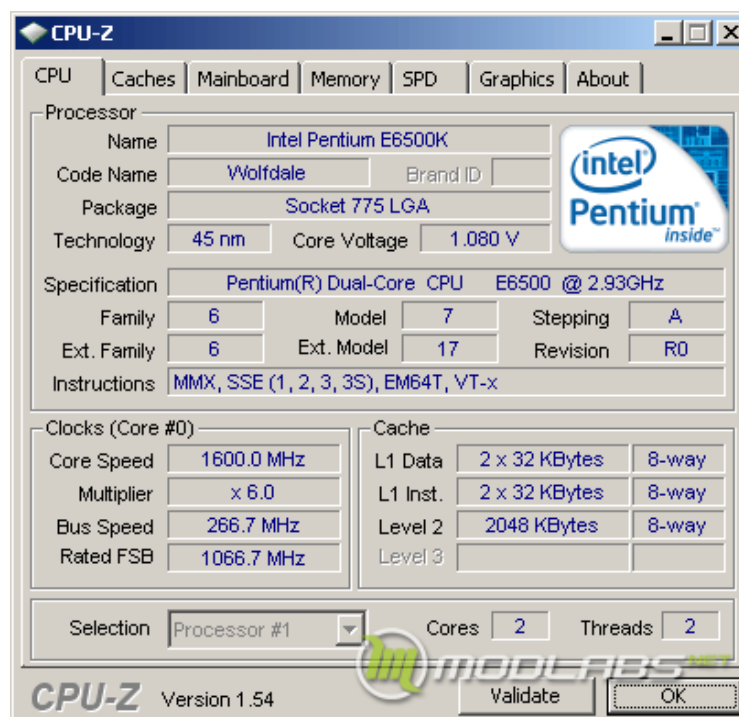 CPU-Z
CPU Caches Mainboard Memory SPD Graphics About
Processor
Name Intel Pentium E6500K
Code Name Wolfdale Brand ID
Package Socket 775 LGA
Technology 45 nm Core Voltage 1.080 V
intel
Pentium
inside™
Specification Pentium(R) Dual-Core CPU E6500 @ 2.93GHz
Family 6 Model 7 Stepping A
Ext. Family 6 Ext. Model 17 Revision R0
Instructions MMX, SSE (1, 2, 3, 3S), EM64T, VT-x
Clocks (Core #0)
Core Speed 1600.0 MHz
Multiplier x 6.0
Bus Speed 266.7 MHz
Rated FSB 1066.7 MHz
Cache
L1 Data 2 x 32 KBytes 8-way
L1 Inst. 2 x 32 KBytes 8-way
Level 2 2048 KBytes 8-way
Level 3
Selection Processor #1 Cores 2 Threads 2
MODLABS.NET
CPU-Z Version 1.54 Validate OK